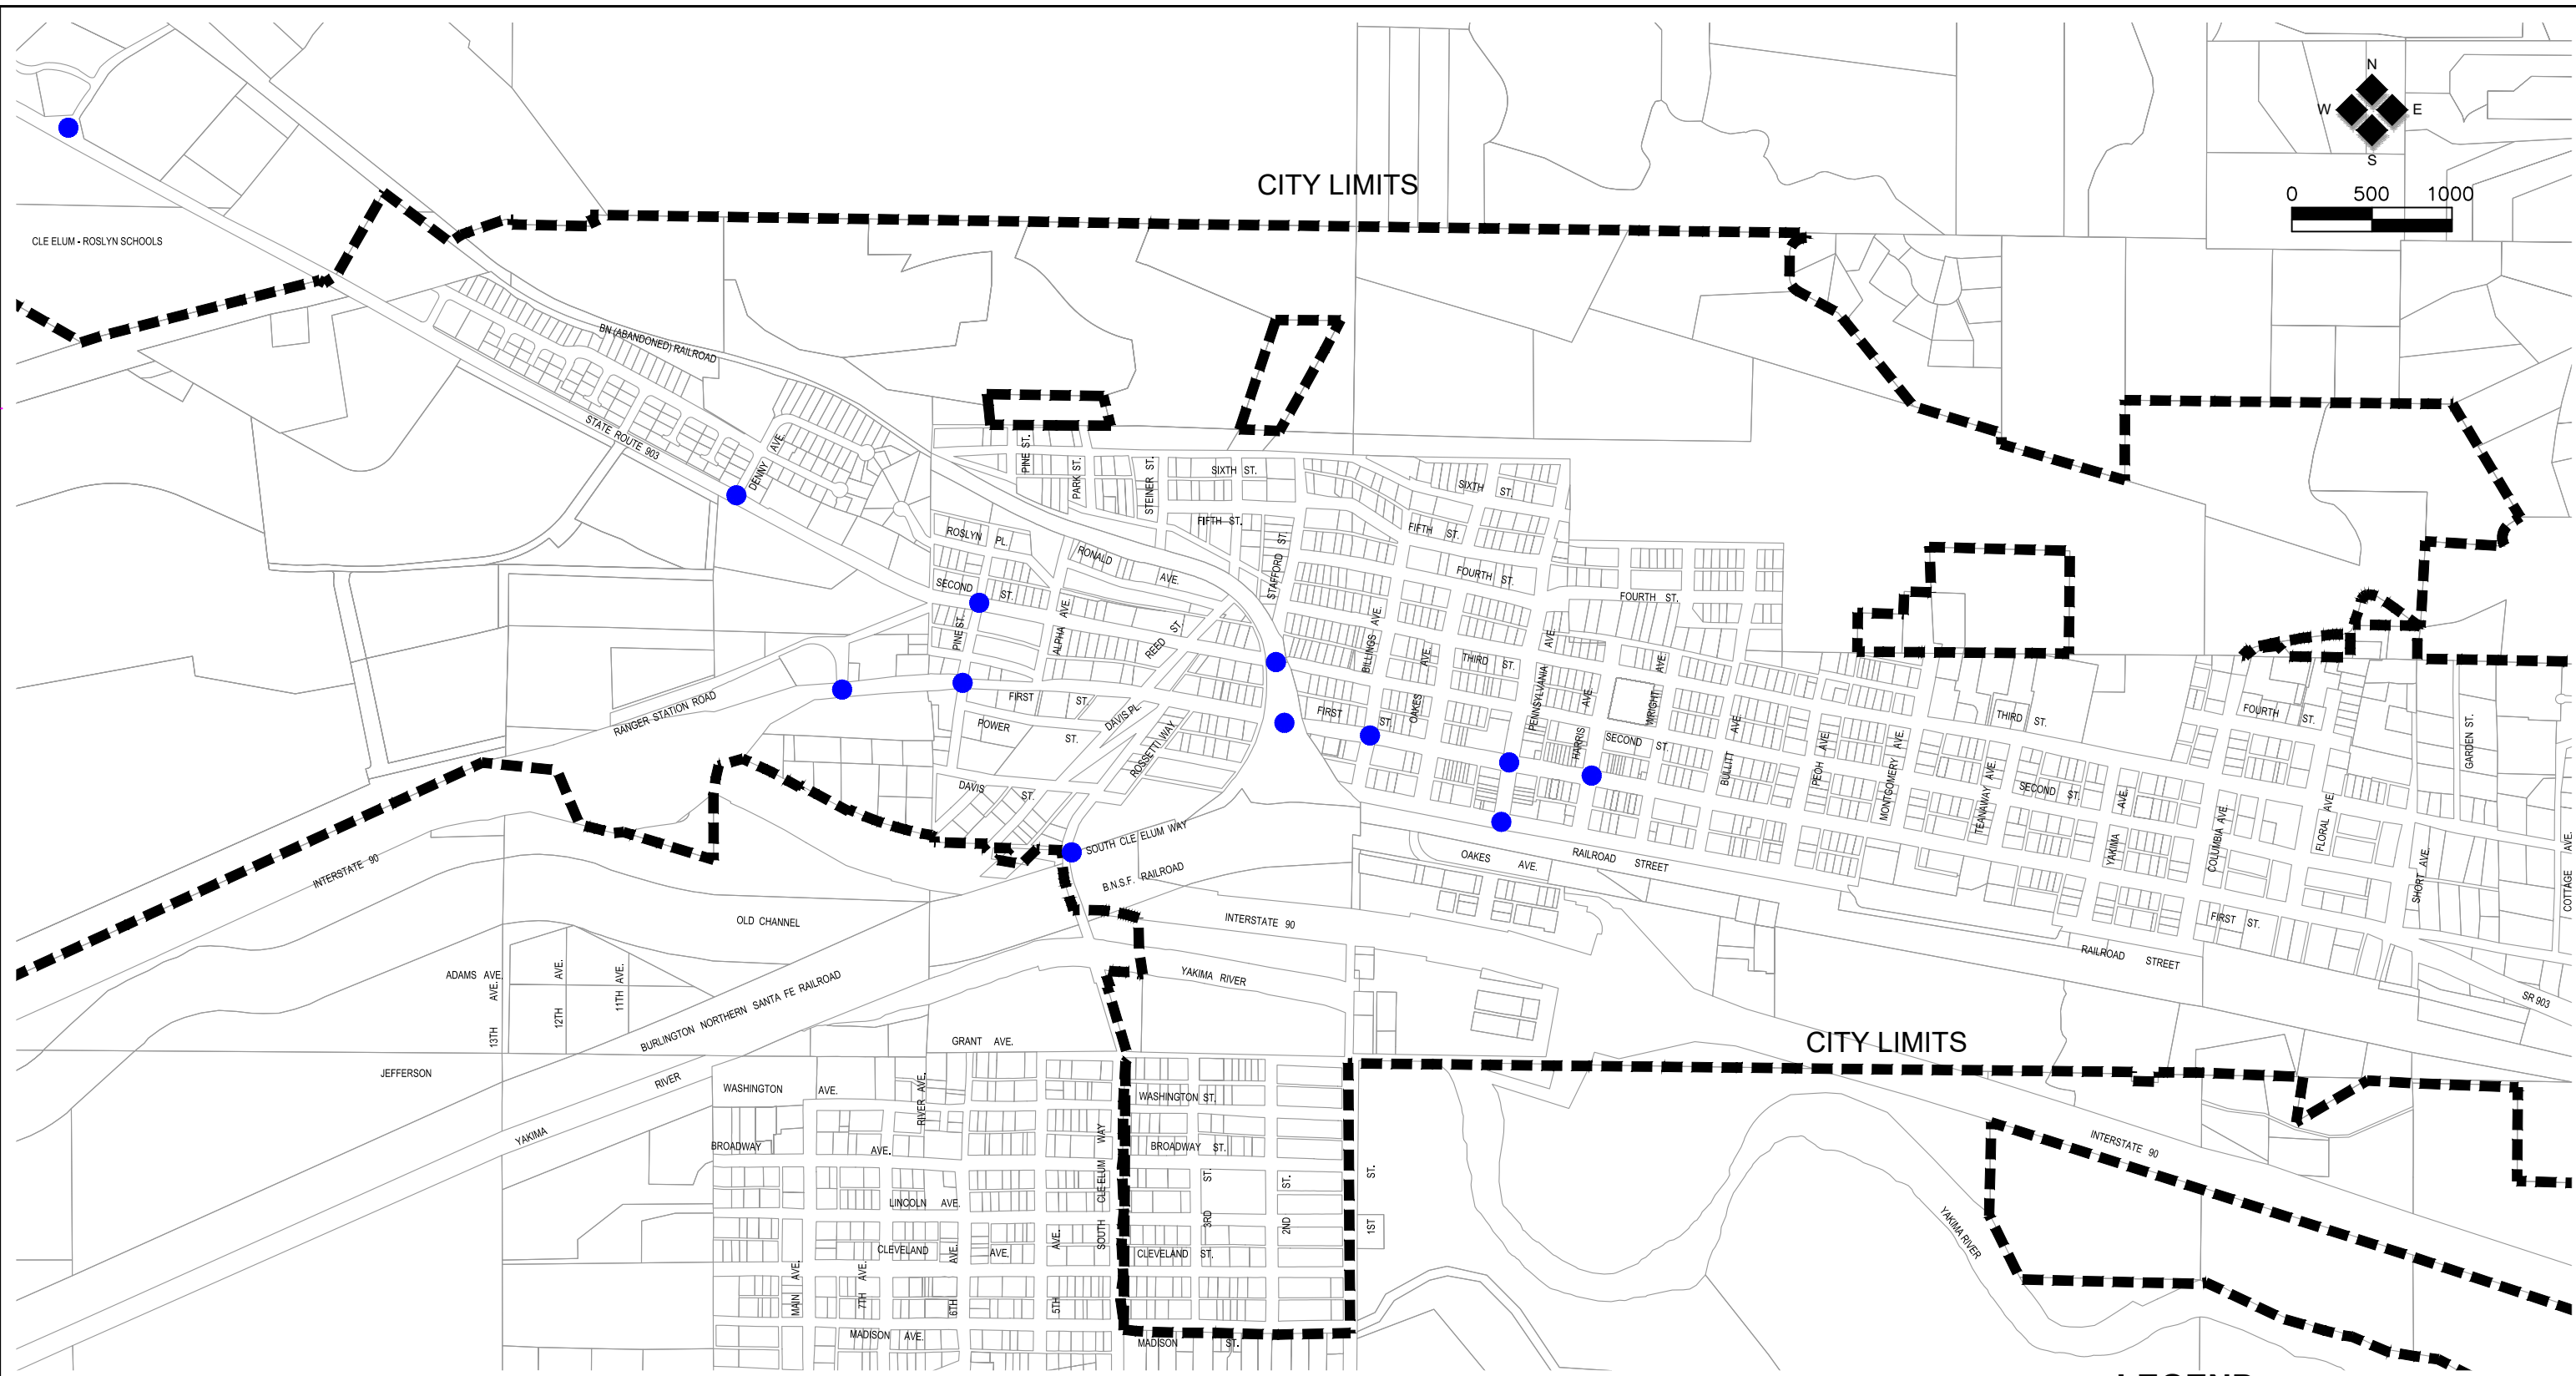 N
W E
S
0 500 1000
CITY LIMITS
CLE ELUM - ROSLYN SCHOOLS
BN (ABANDONED) RAILROAD
STATE ROUTE 903
DENNY AVE.
PINE ST.
PARK ST.
STEINER ST.
SIXTH ST.
SIXTH ST.
FIFTH ST.
FIFTH ST.
STAFFORD ST.
ROSLYN PL.
RONALD AVE.
FOURTH ST.
FOURTH ST.
SECOND ST.
PINE ST.
ALPHA AVE.
REED ST.
BILLINGS AVE.
OAKES AVE.
THIRD ST.
PENNSYLVANIA AVE.
HARRIS AVE.
WRIGHT AVE.
RANGER STATION ROAD
FIRST ST.
POWER ST.
DAVIS PL.
ROSSETTI WAY
FIRST ST.
SECOND ST.
BULLITT AVE.
PEOH AVE.
MONTGOMERY AVE.
TEANAWAY AVE.
THIRD ST.
SECOND ST.
YAKIMA AVE.
COLUMBIA AVE.
FOURTH ST.
FLORAL AVE.
GARDEN ST.
SHORT AVE.
COTTAGE AVE.
DAVIS ST.
SOUTH CLE ELUM WAY
B.N.S.F. RAILROAD
OAKES AVE.
RAILROAD STREET
INTERSTATE 90
OLD CHANNEL
INTERSTATE 90
FIRST ST.
RAILROAD STREET
SR 903
ADAMS AVE.
13TH AVE.
12TH AVE.
11TH AVE.
BURLINGTON NORTHERN SANTA FE RAILROAD
YAKIMA RIVER
GRANT AVE.
CITY LIMITS
JEFFERSON
YAKIMA RIVER
WASHINGTON AVE.
RIVER AVE.
WASHINGTON ST.
BROADWAY AVE.
BROADWAY ST.
SOUTH CLE ELUM WAY
LINCOLN AVE.
3RD ST.
2ND ST.
1ST ST.
CLEVELAND AVE.
CLEVELAND ST.
MAIN AVE.
7TH AVE.
6TH AVE.
5TH AVE.
MADISON AVE.
MADISON ST.
INTERSTATE 90
YAKIMA RIVER